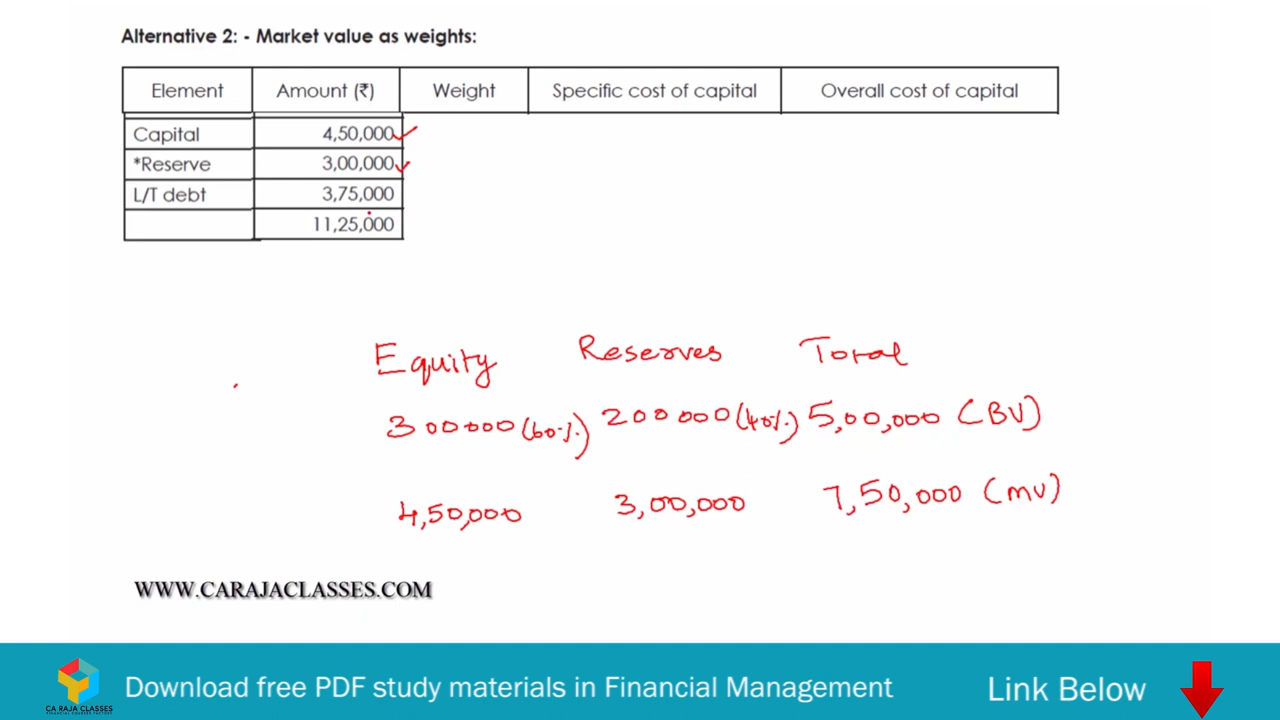 Alternative 2: - Market value as weights:
Element Amount (₹) Weight Specific cost of capital Overall cost of capital
Capital 4,50,000
*Reserve 3,00,000
L/T debt 3,75,000
11,25,000
Equity Reserves Total
300000 (60%) 200000 (40%) 5,00,000 (BV)
4,50,000 3,00,000 7,50,000 (MV)
WWW.CARAJACLASSES.COM
CA RAJA CLASSES
Download free PDF study materials in Financial Management Link Below